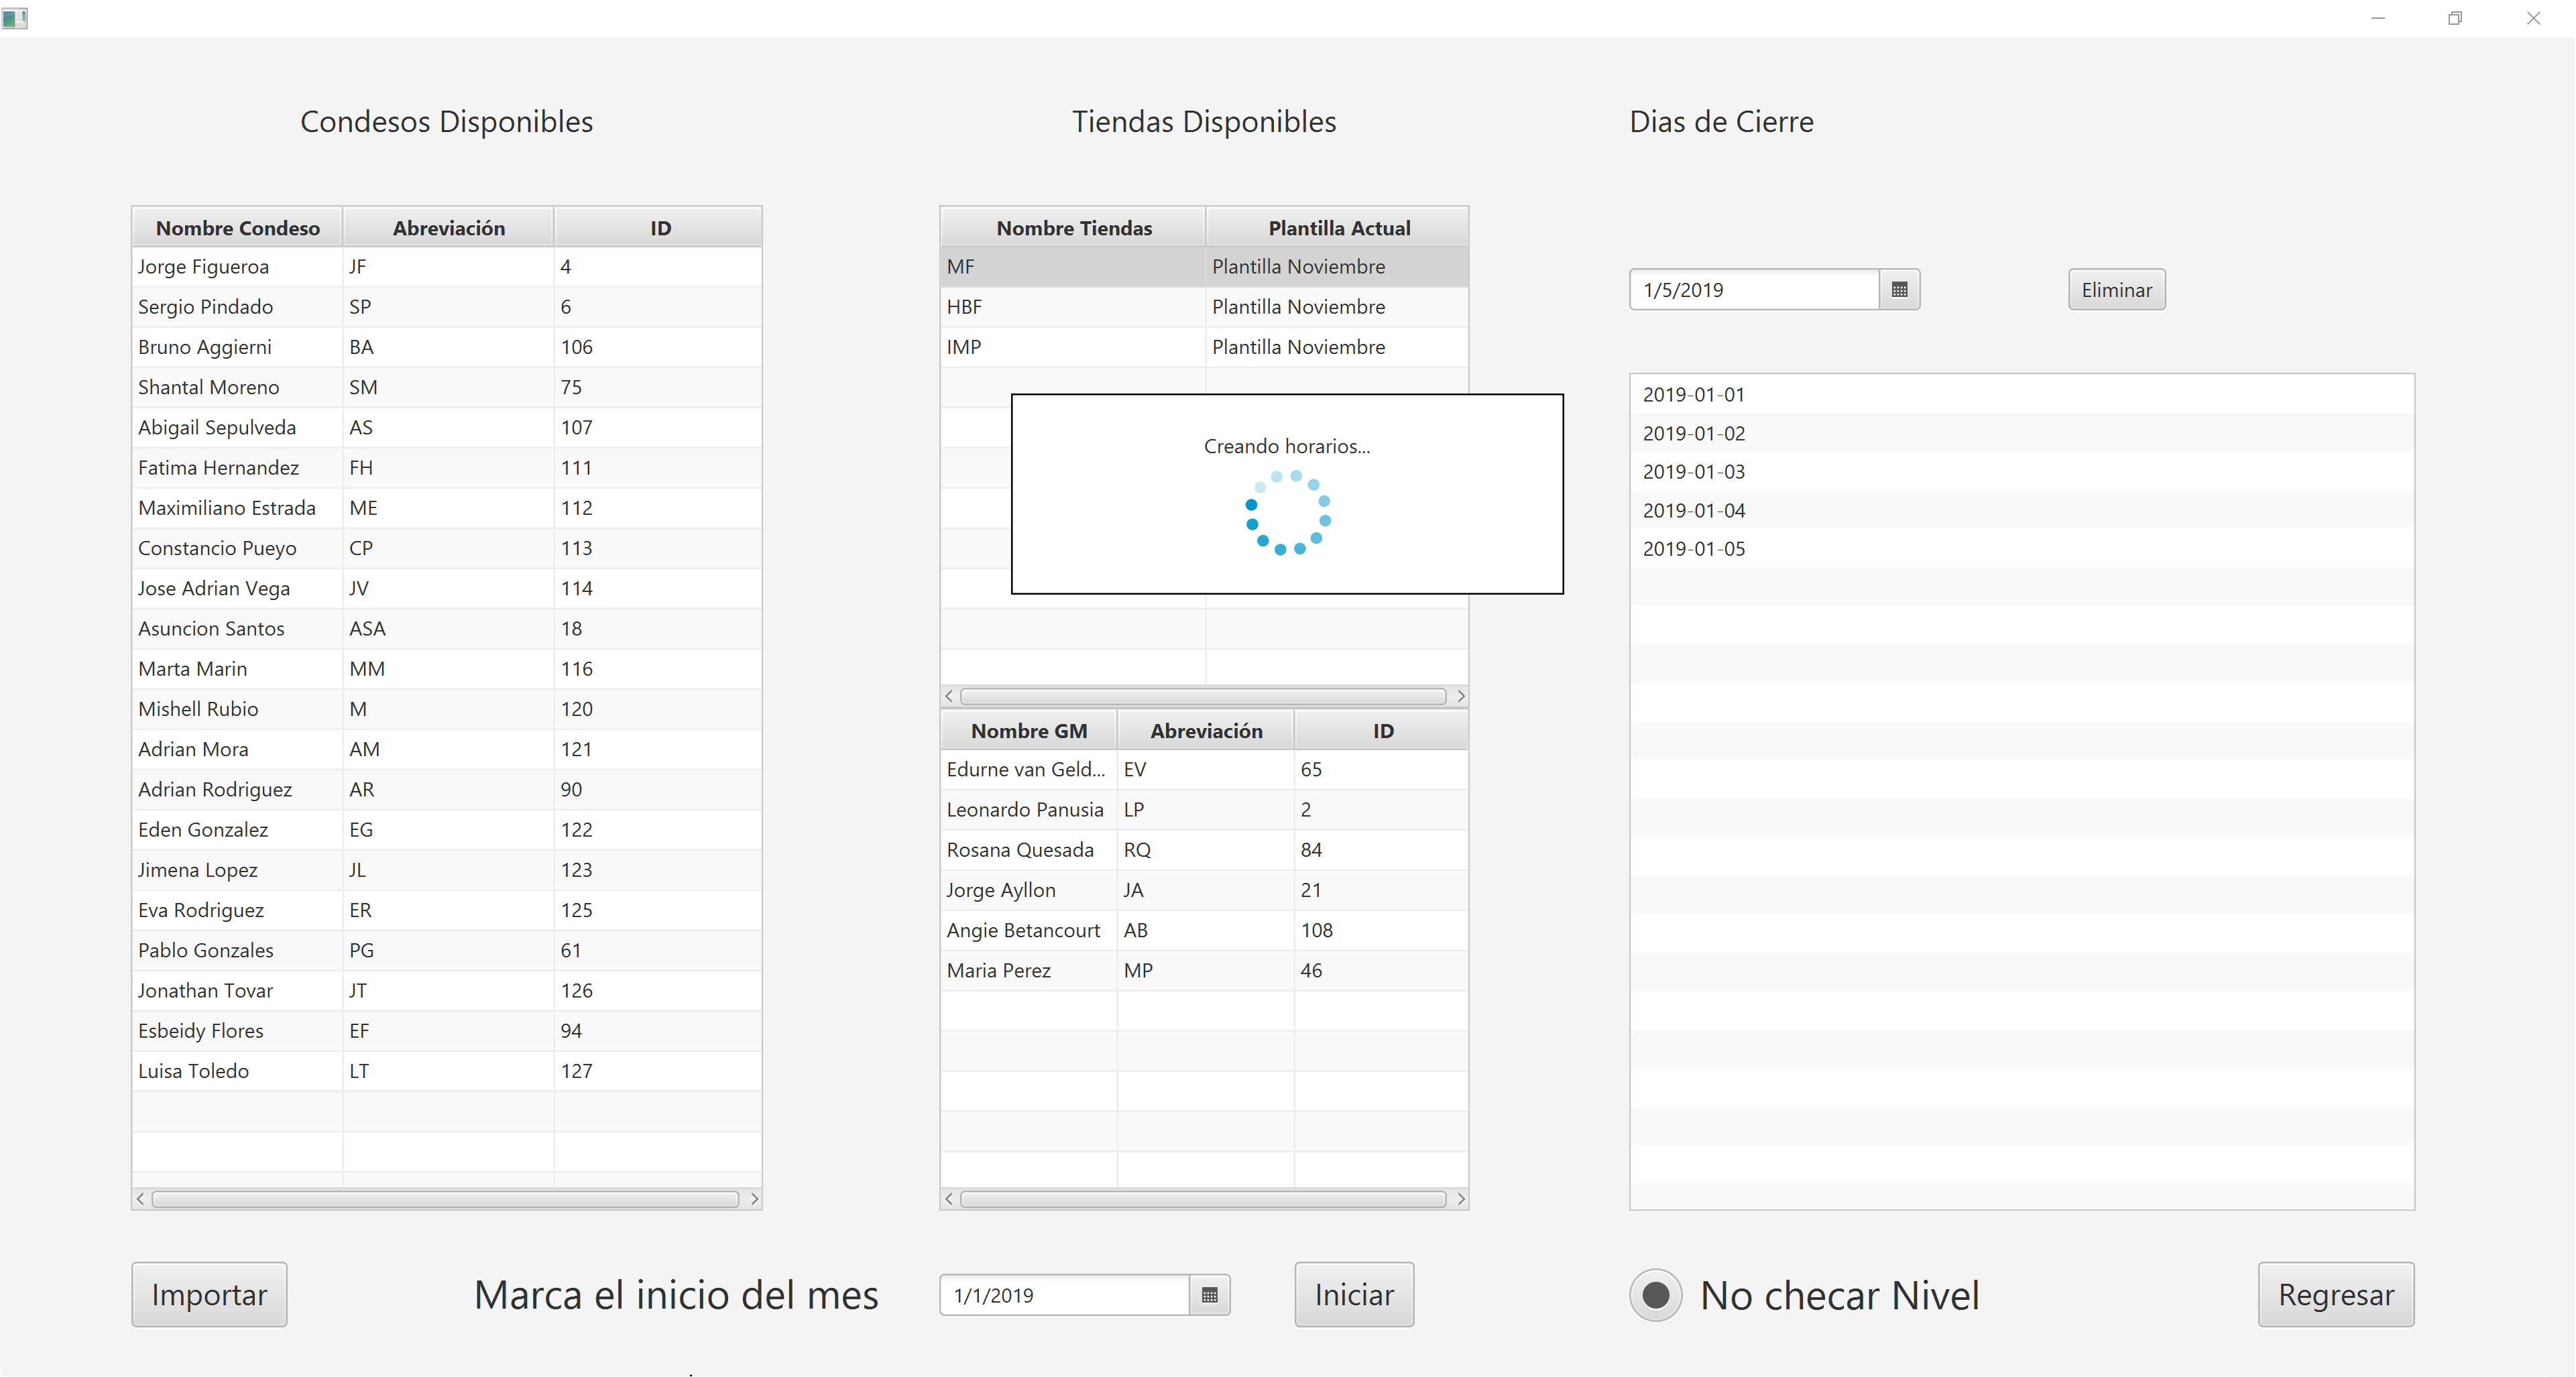 Condesos Disponibles
Tiendas Disponibles
Dias de Cierre
Nombre Condeso Abreviación ID
Jorge Figueroa JF 4
Sergio Pindado SP 6
Bruno Aggierni BA 106
Shantal Moreno SM 75
Abigail Sepulveda AS 107
Fatima Hernandez FH 111
Maximiliano Estrada ME 112
Constancio Pueyo CP 113
Jose Adrian Vega JV 114
Asuncion Santos ASA 18
Marta Marin MM 116
Mishell Rubio M 120
Adrian Mora AM 121
Adrian Rodriguez AR 90
Eden Gonzalez EG 122
Jimena Lopez JL 123
Eva Rodriguez ER 125
Pablo Gonzales PG 61
Jonathan Tovar JT 126
Esbeidy Flores EF 94
Luisa Toledo LT 127
Nombre Tiendas Plantilla Actual
MF Plantilla Noviembre
HBF Plantilla Noviembre
IMP Plantilla Noviembre
Creando horarios...
Nombre GM Abreviación ID
Edurne van Geld... EV 65
Leonardo Panusia LP 2
Rosana Quesada RQ 84
Jorge Ayllon JA 21
Angie Betancourt AB 108
Maria Perez MP 46
1/5/2019
Eliminar
2019-01-01
2019-01-02
2019-01-03
2019-01-04
2019-01-05
Importar
Marca el inicio del mes
1/1/2019
Iniciar
No checar Nivel
Regresar